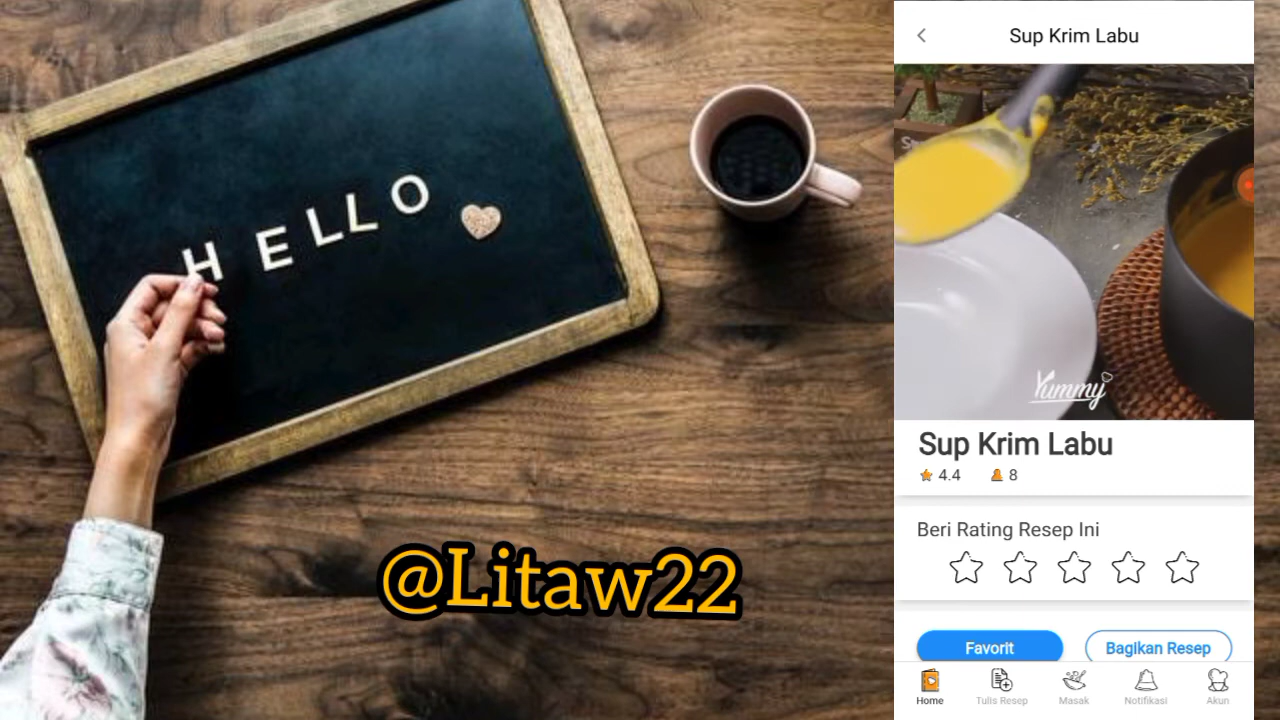 HELLO
@Litaw22
Sup Krim Labu
Yummy
Sup Krim Labu
4.4 8
Beri Rating Resep Ini
Favorit Bagikan Resep
Home Tulis Resep Masak Notifikasi Akun